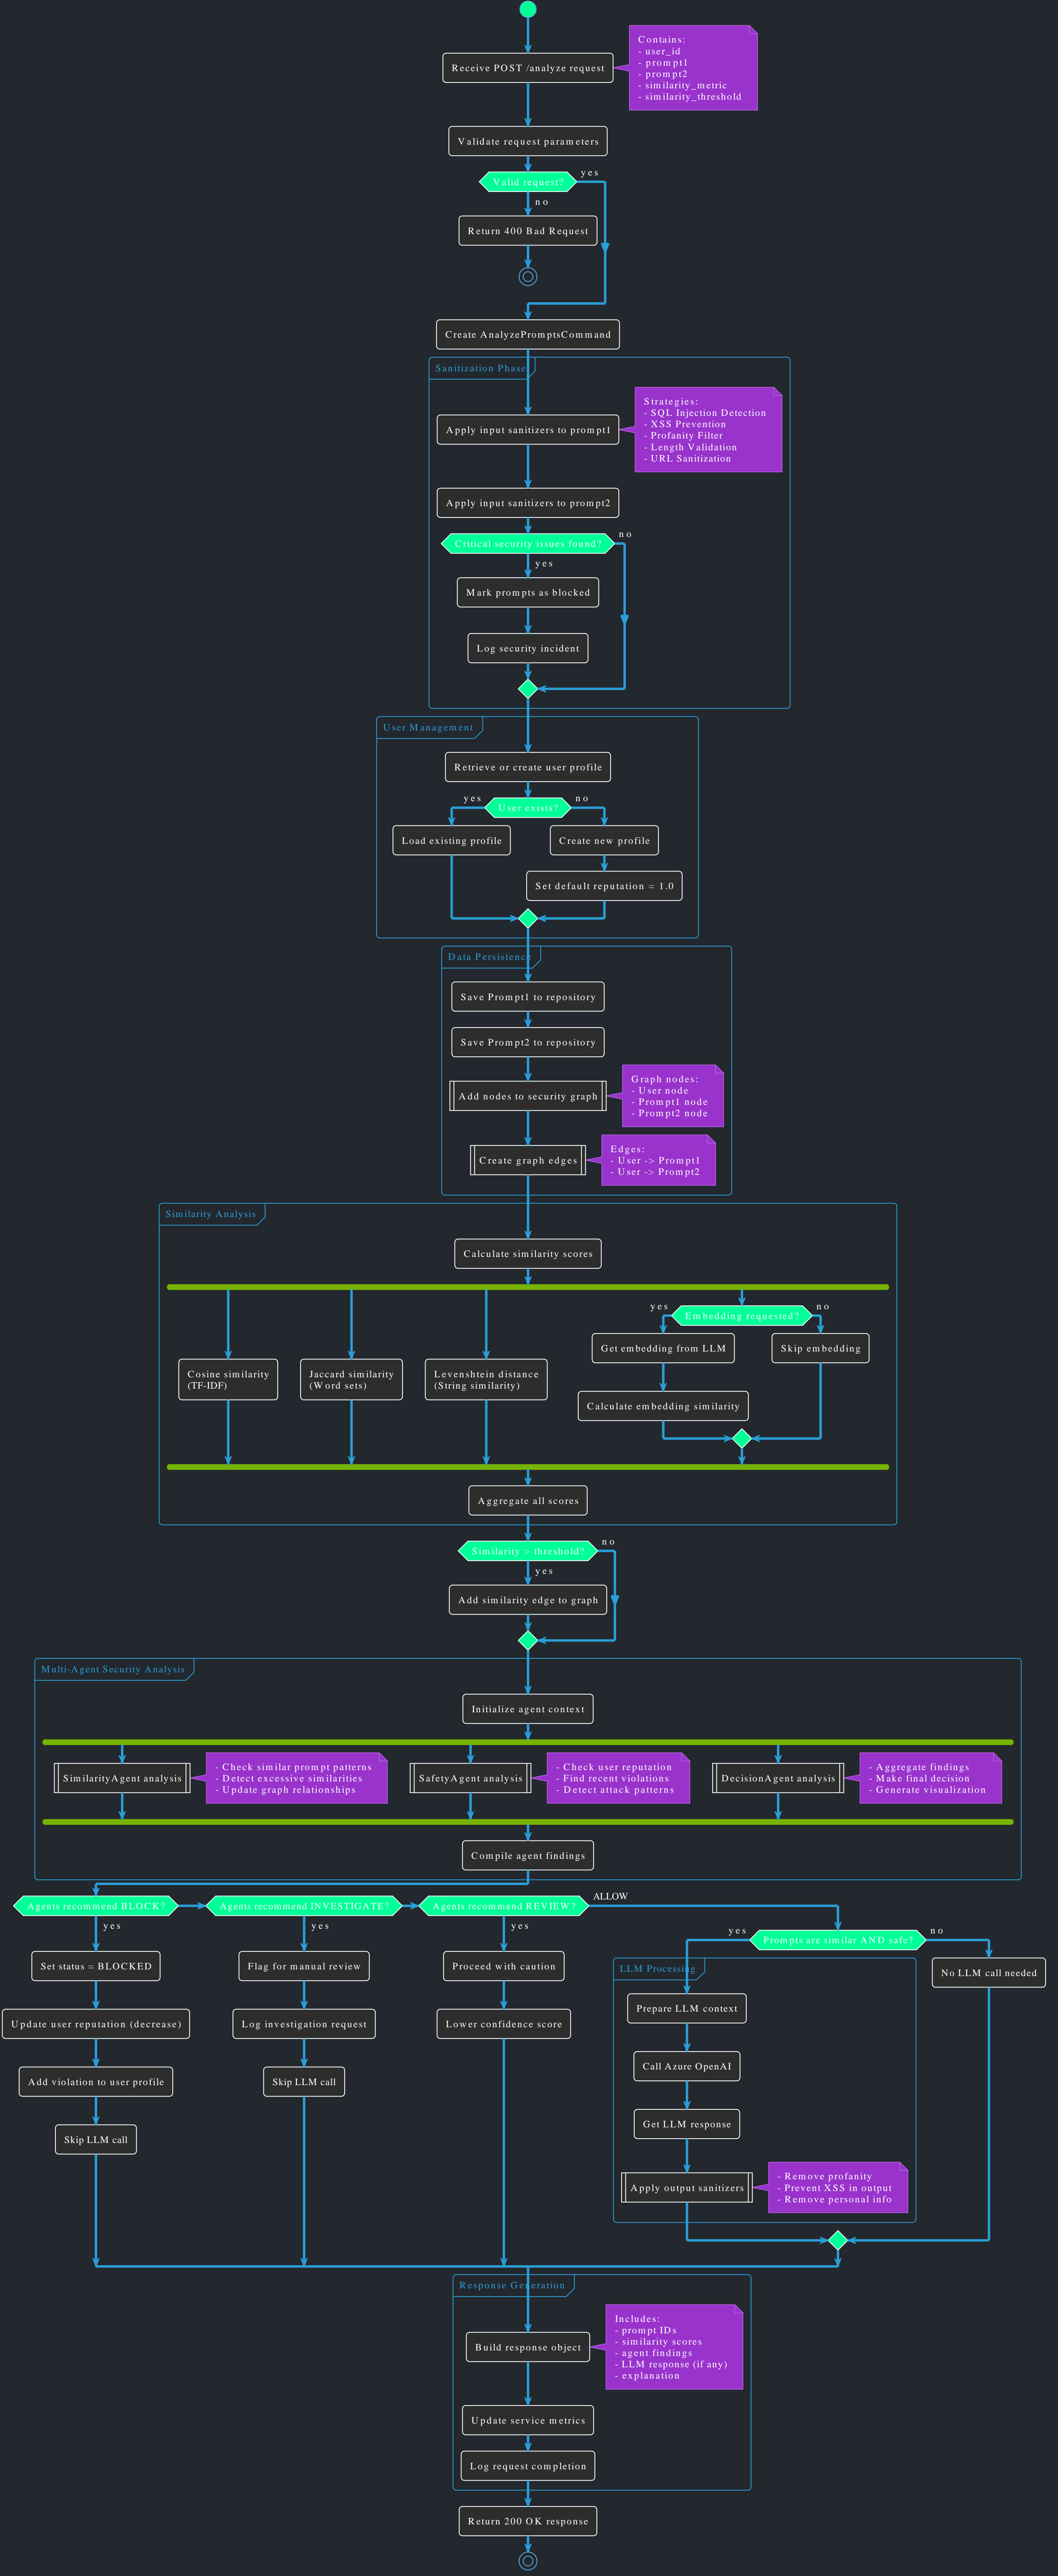 Receive POST /analyze request
Contains:
- user_id
- prompt1
- prompt2
- similarity_metric
- similarity_threshold
Validate request parameters
Valid request?
yes
no
Return 400 Bad Request
Create AnalyzePromptsCommand
Sanitization Phase
Apply input sanitizers to prompt1
Strategies:
- SQL Injection Detection
- XSS Prevention
- Profanity Filter
- Length Validation
- URL Sanitization
Apply input sanitizers to prompt2
Critical security issues found?
no
yes
Mark prompts as blocked
Log security incident
User Management
Retrieve or create user profile
yes
User exists?
no
Load existing profile
Create new profile
Set default reputation = 1.0
Data Persistence
Save Prompt1 to repository
Save Prompt2 to repository
Add nodes to security graph
Graph nodes:
- User node
- Prompt1 node
- Prompt2 node
Create graph edges
Edges:
- User -> Prompt1
- User -> Prompt2
Similarity Analysis
Calculate similarity scores
yes
Embedding requested?
no
Get embedding from LLM
Skip embedding
Cosine similarity
(TF-IDF)
Jaccard similarity
(Word sets)
Levenshtein distance
(String similarity)
Calculate embedding similarity
Aggregate all scores
Similarity > threshold?
no
yes
Add similarity edge to graph
Multi-Agent Security Analysis
Initialize agent context
SimilarityAgent analysis
- Check similar prompt patterns
- Detect excessive similarities
- Update graph relationships
SafetyAgent analysis
- Check user reputation
- Find recent violations
- Detect attack patterns
DecisionAgent analysis
- Aggregate findings
- Make final decision
- Generate visualization
Compile agent findings
Agents recommend BLOCK?
Agents recommend INVESTIGATE?
Agents recommend REVIEW?
ALLOW
yes
yes
yes
yes
Prompts are similar AND safe?
no
Set status = BLOCKED
Flag for manual review
Proceed with caution
LLM Processing
No LLM call needed
Update user reputation (decrease)
Log investigation request
Lower confidence score
Prepare LLM context
Add violation to user profile
Skip LLM call
Call Azure OpenAI
Skip LLM call
Get LLM response
Apply output sanitizers
- Remove profanity
- Prevent XSS in output
- Remove personal info
Response Generation
Build response object
Includes:
- prompt IDs
- similarity scores
- agent findings
- LLM response (if any)
- explanation
Update service metrics
Log request completion
Return 200 OK response